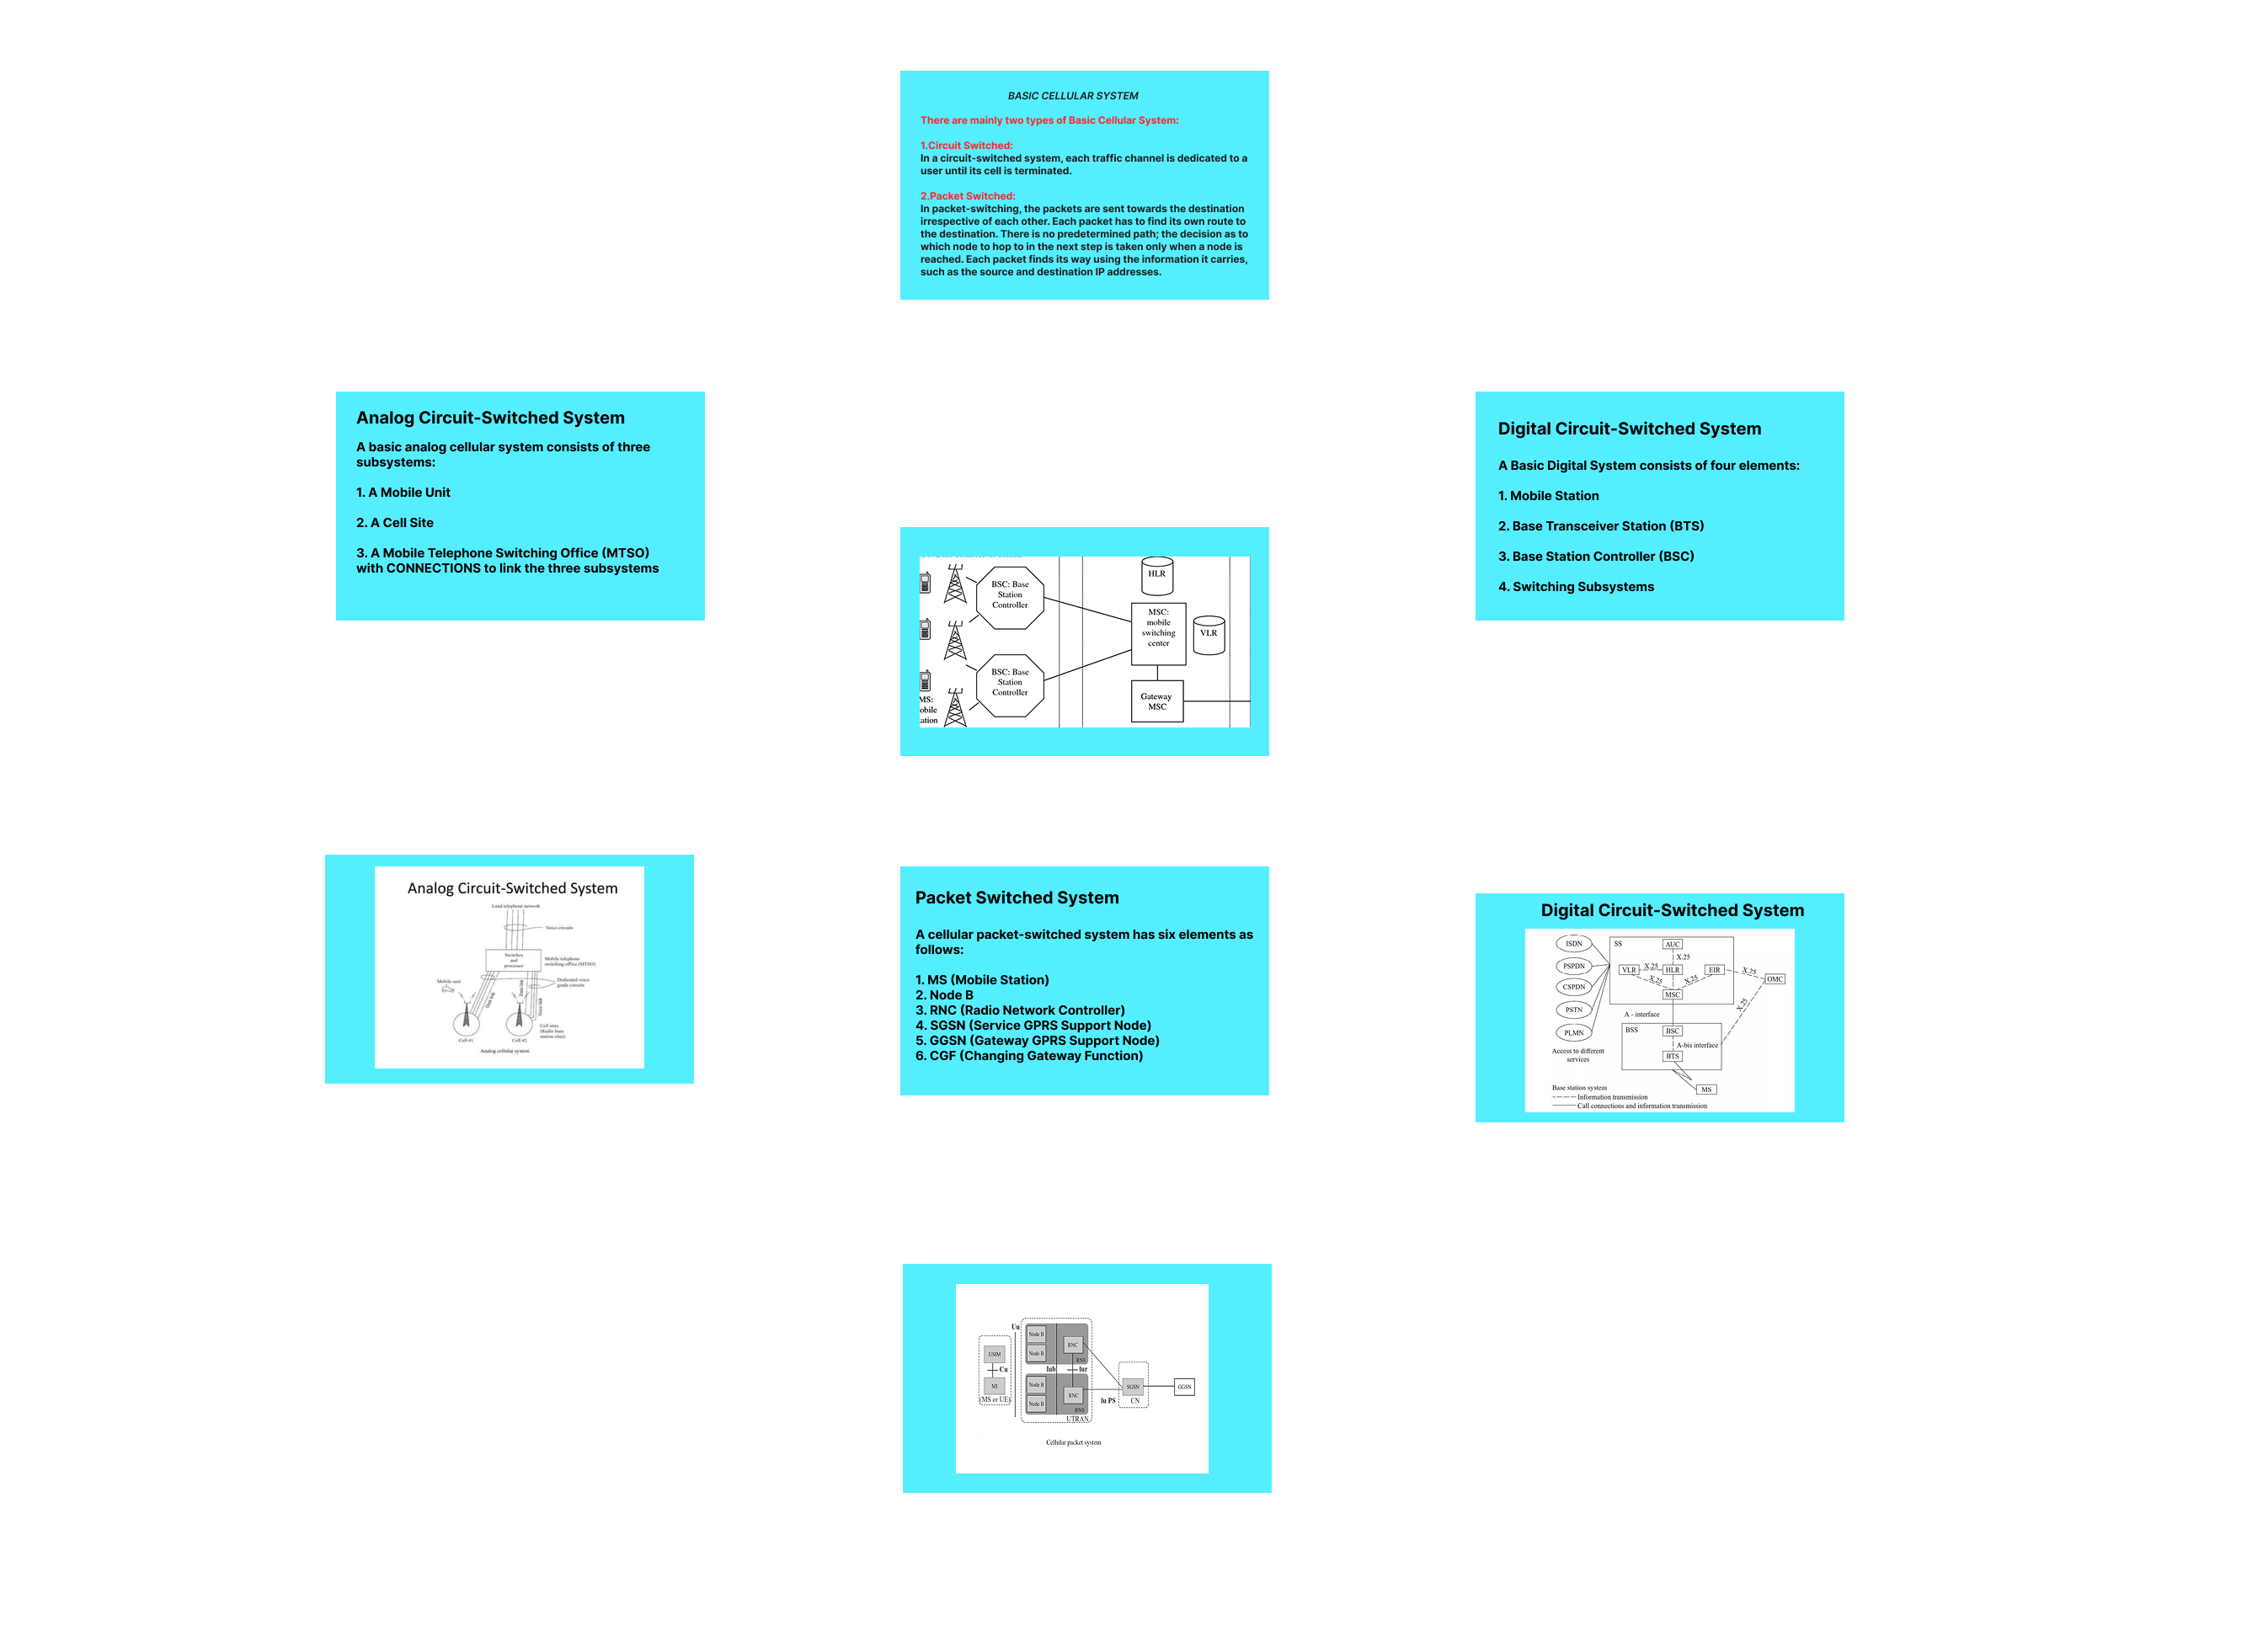 BASIC CELLULAR SYSTEM
There are mainly two types of Basic Cellular System:
1.Circuit Switched:
In a circuit-switched system, each traffic channel is dedicated to a
user until its cell is terminated.
2.Packet Switched:
In packet-switching, the packets are sent towards the destination
irrespective of each other. Each packet has to find its own route to
the destination. There is no predetermined path; the decision as to
which node to hop to in the next step is taken only when a node is
reached. Each packet finds its way using the information it carries,
such as the source and destination IP addresses.
Analog Circuit-Switched System
A basic analog cellular system consists of three
subsystems:
1. A Mobile Unit
2. A Cell Site
3. A Mobile Telephone Switching Office (MTSO)
with CONNECTIONS to link the three subsystems
Digital Circuit-Switched System
A Basic Digital System consists of four elements:
1. Mobile Station
2. Base Transceiver Station (BTS)
3. Base Station Controller (BSC)
4. Switching Subsystems
BSC: Base
Station
Controller
HLR
MSC:
mobile
switching
center
VLR
BSC: Base
Station
Controller
Gateway
MSC
MS:
obile
ation
Analog Circuit-Switched System
Land telephone network
Voice circuits
Switches
and
processor
Mobile telephone
switching office (MTSO)
Mobile unit
Dedicated voice
grade circuits
Data link
Data link
Voice link
Cell sites
(Radio base
station sites)
Cell #1
Cell #2
Analog cellular system
Packet Switched System
A cellular packet-switched system has six elements as
follows:
1. MS (Mobile Station)
2. Node B
3. RNC (Radio Network Controller)
4. SGSN (Service GPRS Support Node)
5. GGSN (Gateway GPRS Support Node)
6. CGF (Changing Gateway Function)
Digital Circuit-Switched System
ISDN
PSPDN
CSPDN
PSTN
PLMN
Access to different
services
SS
AUC
X.25
VLR
X.25
HLR
EIR
X.25
X.25
X.25
OMC
MSC
X.25
A - interface
BSS
BSC
A-bis interface
BTS
MS
Base station system
Information transmission
Call connections and information transmission
Uu
USIM
Cu
MI
(MS or UE)
Node B
Node B
RNC
RNS
Iub
Iur
Node B
Node B
RNC
RNS
UTRAN
Iu PS
SGSN
CN
GGSN
Cellular packet system